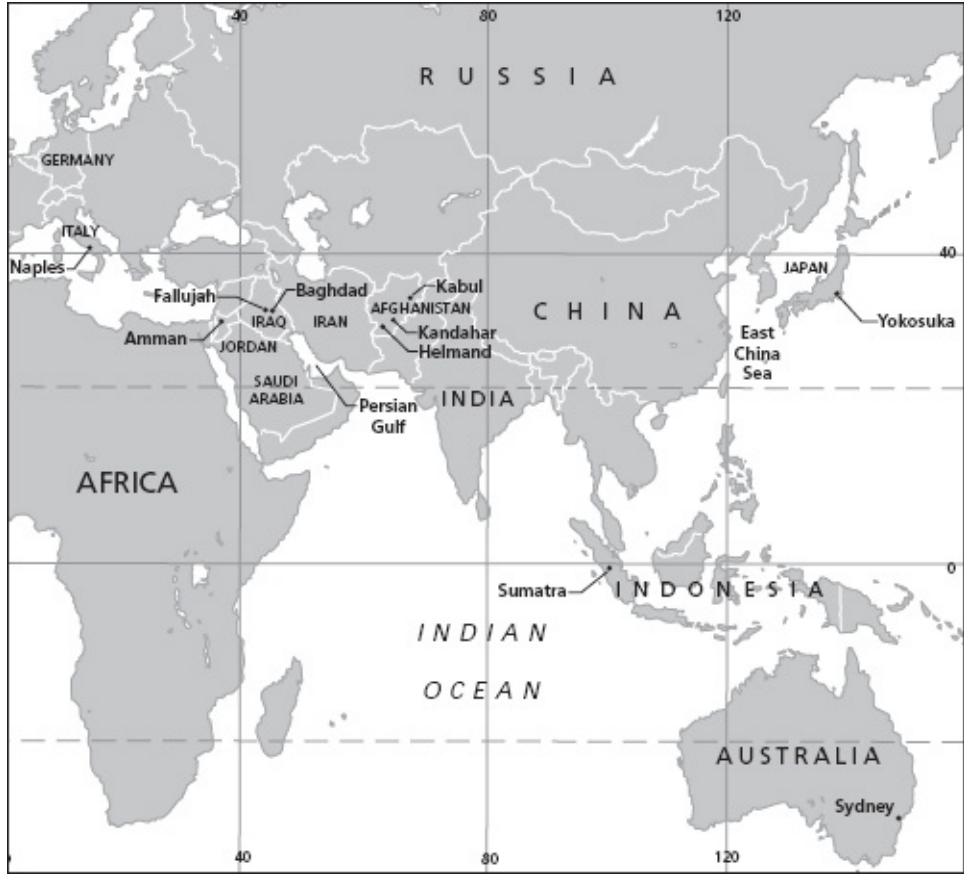 40
80
120
RUSSIA
GERMANY
ITALY
Naples
40
Fallujah
Baghdad
Kabul
JAPAN
AFGHANISTAN
IRAQ
IRAN
CHINA
Yokosuka
Amman
Kandahar
JORDAN
Helmand
East
China
Sea
SAUDI
ARABIA
Persian
Gulf
INDIA
AFRICA
0
Sumatra
INDONESIA
INDIAN
OCEAN
AUSTRALIA
Sydney
40
80
120